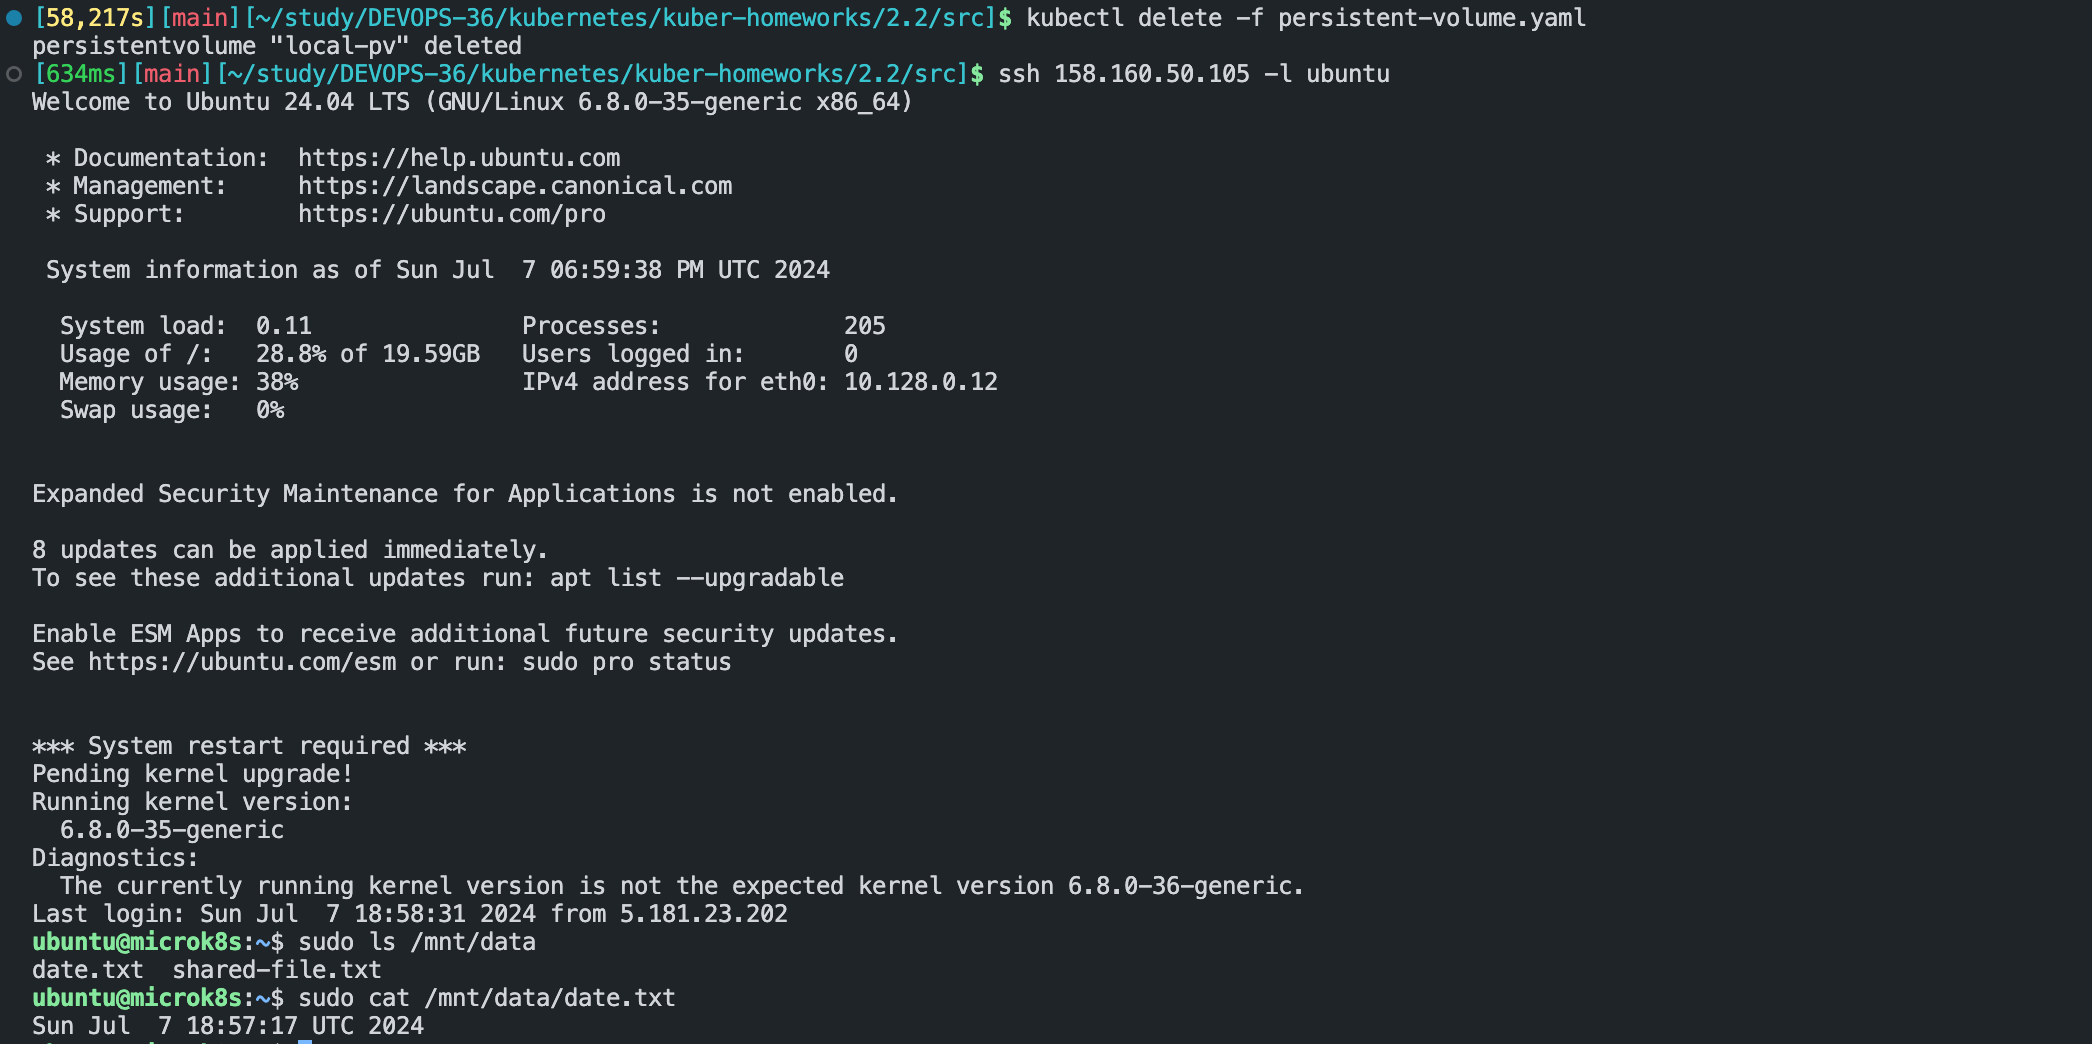 [58,217s][main][~/study/DEVOPS-36/kubernetes/kuber-homeworks/2.2/src]$ kubectl delete -f persistent-volume.yaml
persistentvolume "local-pv" deleted
[634ms][main][~/study/DEVOPS-36/kubernetes/kuber-homeworks/2.2/src]$ ssh 158.160.50.105 -l ubuntu
Welcome to Ubuntu 24.04 LTS (GNU/Linux 6.8.0-35-generic x86_64)

 * Documentation:  https://help.ubuntu.com
 * Management:     https://landscape.canonical.com
 * Support:        https://ubuntu.com/pro

 System information as of Sun Jul  7 06:59:38 PM UTC 2024

  System load:  0.11               Processes:             205
  Usage of /:   28.8% of 19.59GB   Users logged in:       0
  Memory usage: 38%                IPv4 address for eth0: 10.128.0.12
  Swap usage:   0%

Expanded Security Maintenance for Applications is not enabled.

8 updates can be applied immediately.
To see these additional updates run: apt list --upgradable

Enable ESM Apps to receive additional future security updates.
See https://ubuntu.com/esm or run: sudo pro status

*** System restart required ***
Pending kernel upgrade!
Running kernel version:
  6.8.0-35-generic
Diagnostics:
  The currently running kernel version is not the expected kernel version 6.8.0-36-generic.
Last login: Sun Jul  7 18:58:31 2024 from 5.181.23.202
ubuntu@microk8s:~$ sudo ls /mnt/data
date.txt  shared-file.txt
ubuntu@microk8s:~$ sudo cat /mnt/data/date.txt
Sun Jul  7 18:57:17 UTC 2024